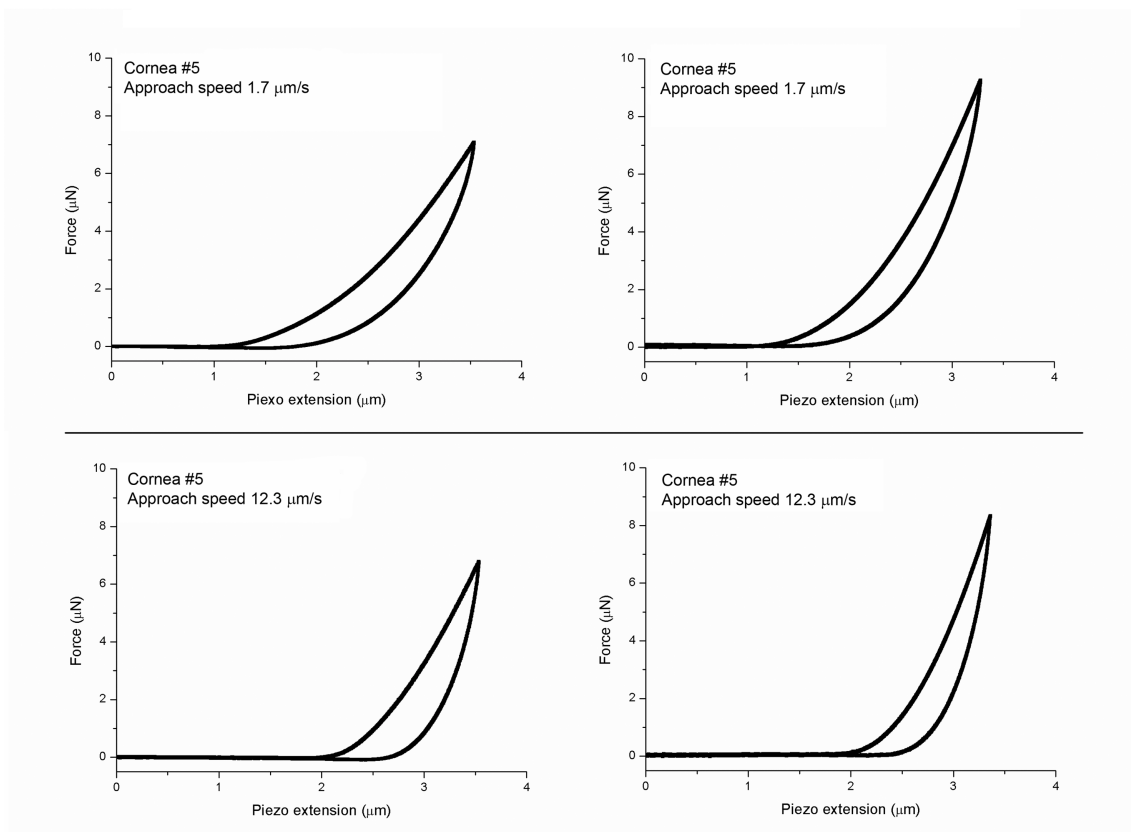 Cornea #5
Approach speed 1.7 μm/s
10
8
6
4
2
0
Force (μN)
0 1 2 3 4
Piexo extension (μm)
Cornea #5
Approach speed 1.7 μm/s
10
8
6
4
2
0
Force (μN)
0 1 2 3 4
Piezo extension (μm)
Cornea #5
Approach speed 12.3 μm/s
10
8
6
4
2
0
Force (μN)
0 1 2 3 4
Piezo extension (μm)
Cornea #5
Approach speed 12.3 μm/s
10
8
6
4
2
0
Force (μN)
0 1 2 3 4
Piezo extension (μm)